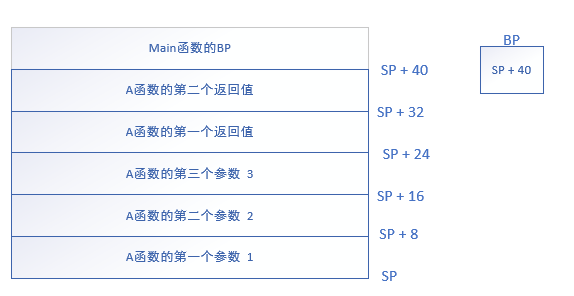 Main函数的BP
BP
SP + 40
SP + 40
A函数的第二个返回值
SP + 32
A函数的第一个返回值
SP + 24
A函数的第三个参数 3
SP + 16
A函数的第二个参数 2
SP + 8
A函数的第一个参数 1
SP